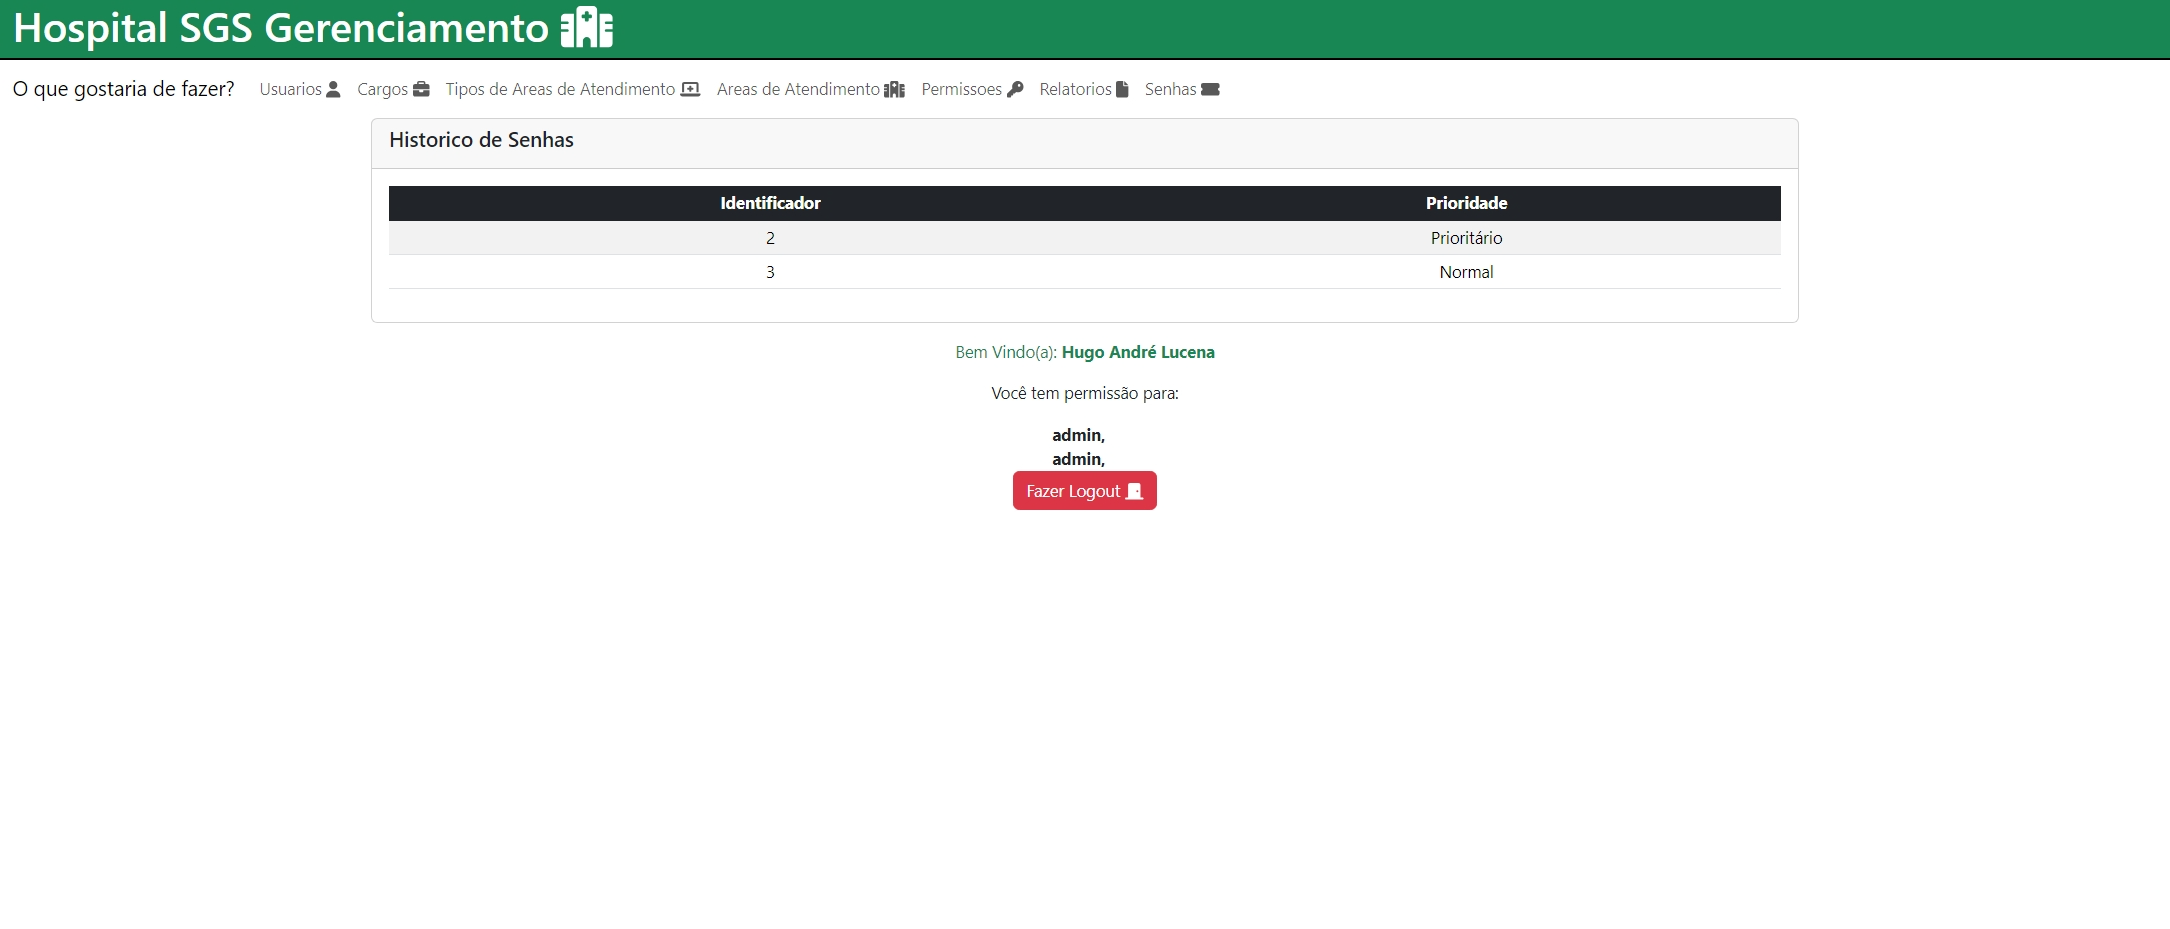 Hospital SGS Gerenciamento
O que gostaria de fazer? Usuarios Cargos Tipos de Areas de Atendimento Areas de Atendimento Permissoes Relatorios Senhas
Historico de Senhas
Identificador Prioridade
2 Prioritário
3 Normal
Bem Vindo(a): Hugo André Lucena
Você tem permissão para:
admin,
admin,
Fazer Logout